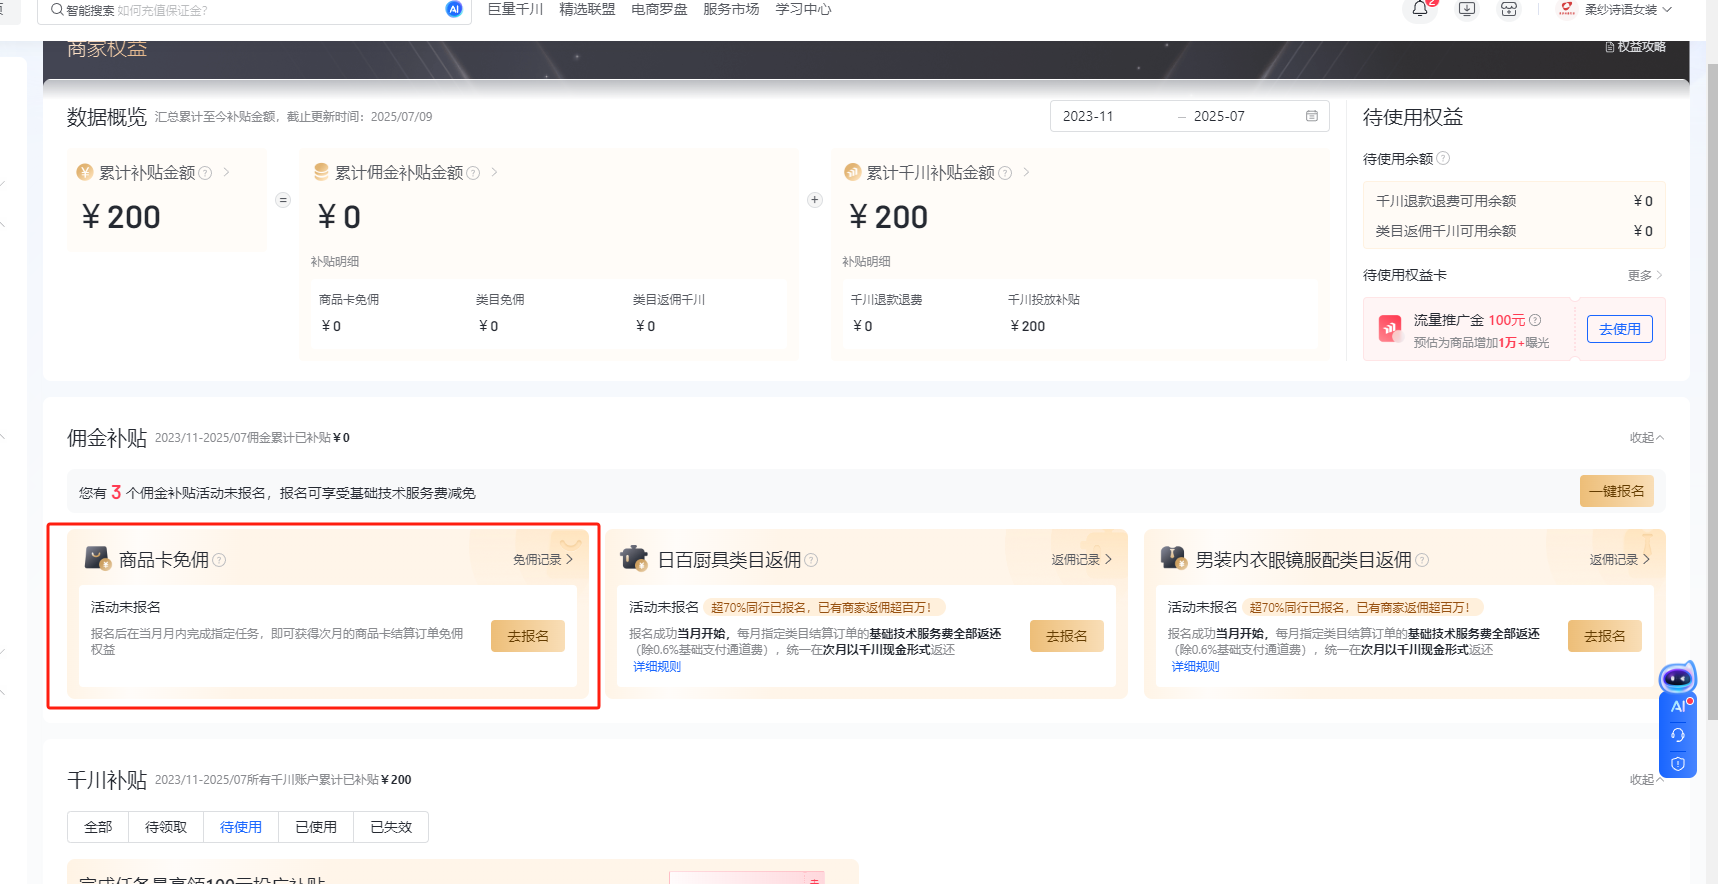 智能搜索 如何充值保证金?
AI
巨量千川 精选联盟 电商罗盘 服务市场 学习中心
2
柔纱诗语女装
商家权益
权益攻略
数据概览 汇总累计至今补贴金额，截止更新时间：2025/07/09
2023-11 – 2025-07
累计补贴金额
¥200
=
累计佣金补贴金额
¥0
补贴明细
商品卡免佣 类目免佣 类目返佣千川
¥0 ¥0 ¥0
+
累计千川补贴金额
¥200
补贴明细
千川退款退费 千川投放补贴
¥0 ¥200
待使用权益
待使用余额
千川退款退费可用余额 ¥0
类目返佣千川可用余额 ¥0
待使用权益卡 更多
流量推广金 100元
预估为商品增加1万+曝光
去使用
佣金补贴 2023/11-2025/07佣金累计已补贴¥0
收起
您有 3 个佣金补贴活动未报名，报名可享受基础技术服务费减免
一键报名
商品卡免佣 免佣记录
活动未报名
报名后在当月月内完成指定任务，即可获得次月的商品卡结算订单免佣
权益
去报名
日百厨具类目返佣 返佣记录
活动未报名 超70%同行已报名，已有商家返佣超百万！
报名成功当月开始，每月指定类目结算订单的基础技术服务费全部返还
（除0.6%基础支付通道费），统一在次月以千川现金形式返还
详细规则
去报名
男装内衣眼镜服配类目返佣 返佣记录
活动未报名 超70%同行已报名，已有商家返佣超百万！
报名成功当月开始，每月指定类目结算订单的基础技术服务费全部返还
（除0.6%基础支付通道费），统一在次月以千川现金形式返还
详细规则
去报名
AI
千川补贴 2023/11-2025/07所有千川账户累计已补贴¥200
收起
全部 待领取 待使用 已使用 已失效
完成任务最高领100元投广补贴